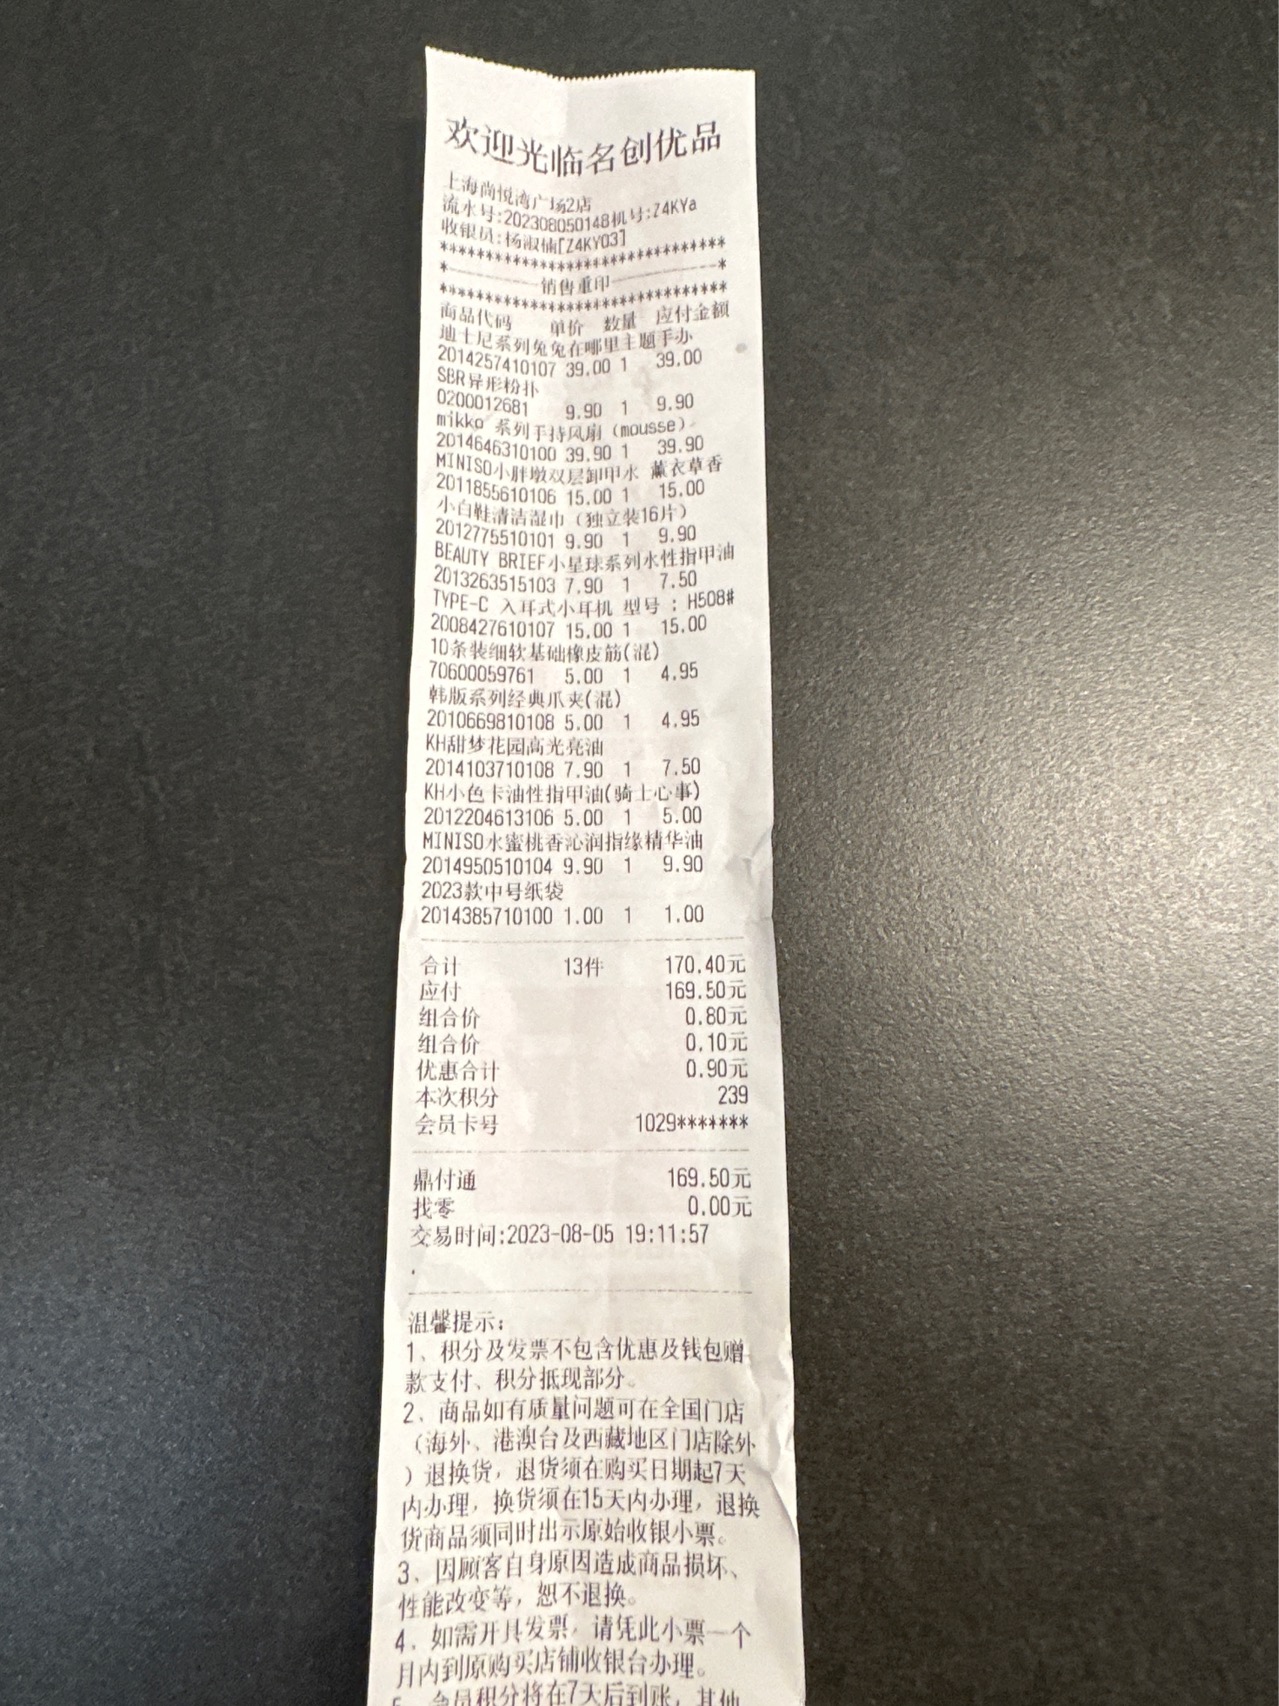 欢迎光临名创优品
上海尚悦湾广场2店
流水号:202308050148机号:Z4KYa
收银员:杨淑楠[Z4KY03]
******************************
*-----------销售重印-----------*
******************************
商品代码 单价 数量 应付金额
迪士尼系列兔兔在哪里主题手办
2014257410107 39.00 1 39.00
SBR异形粉扑
0200012681 9.90 1 9.90
mikko 系列手持风扇（mousse）
2014646310100 39.90 1 39.90
MINISO小胖墩双层卸甲水 薰衣草香
2011855610106 15.00 1 15.00
小白鞋清洁湿巾（独立装16片）
2012775510101 9.90 1 9.90
BEAUTY BRIEF小星球系列水性指甲油
2013263515103 7.90 1 7.50
TYPE-C 入耳式小耳机 型号：H508#
2008427610107 15.00 1 15.00
10条装细软基础橡皮筋(混)
70600059761 5.00 1 4.95
韩版系列经典爪夹(混)
2010669810108 5.00 1 4.95
KH甜梦花园高光亮油
2014103710108 7.90 1 7.50
KH小色卡油性指甲油(骑士心事)
2012204613106 5.00 1 5.00
MINISO水蜜桃香沁润指缘精华油
2014950510104 9.90 1 9.90
2023款中号纸袋
2014385710100 1.00 1 1.00
合计 13件 170.40元
应付 169.50元
组合价 0.80元
组合价 0.10元
优惠合计 0.90元
本次积分 239
会员卡号 1029*******
鼎付通 169.50元
找零 0.00元
交易时间:2023-08-05 19:11:57
.
温馨提示:
1、积分及发票不包含优惠及钱包赠
款支付、积分抵现部分。
2、商品如有质量问题可在全国门店
（海外、港澳台及西藏地区门店除外
）退换货，退货须在购买日期起7天
内办理，换货须在15天内办理，退换
货商品须同时出示原始收银小票。
3、因顾客自身原因造成商品损坏、
性能改变等，恕不退换。
4、如需开具发票，请凭此小票一个
月内到原购买店铺收银台办理。
5、会员积分将在7天后到账，其他